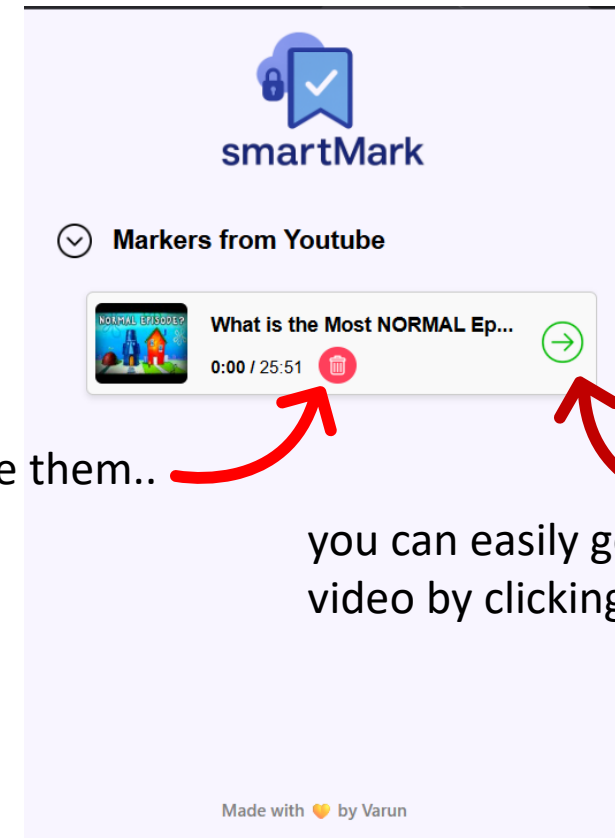 smartMark
Markers from Youtube
NORMAL EPISODE?
What is the Most NORMAL Ep...
0:00 / 25:51
e them..
you can easily g
video by clicking
Made with 🧡 by Varun